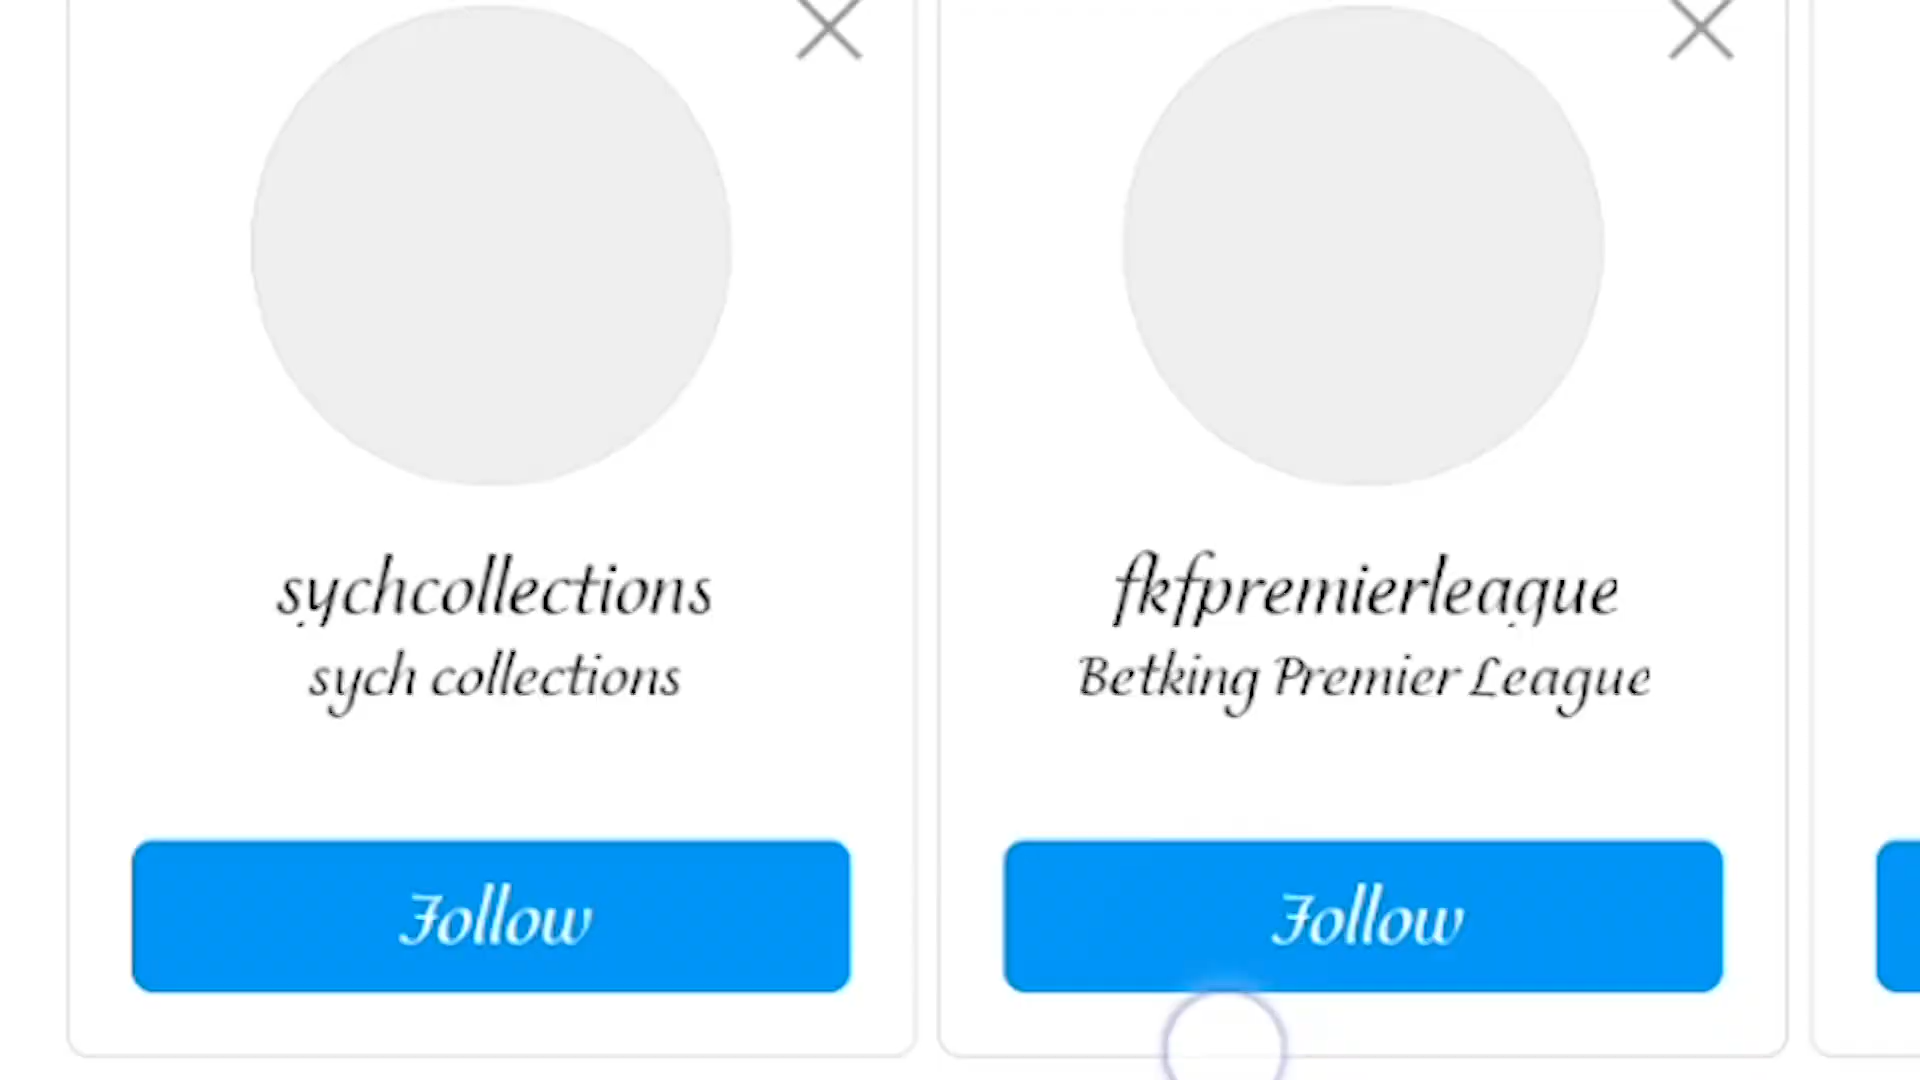 sychcollections
sych collections
Follow
fkfpremierleague
Betking Premier League
Follow